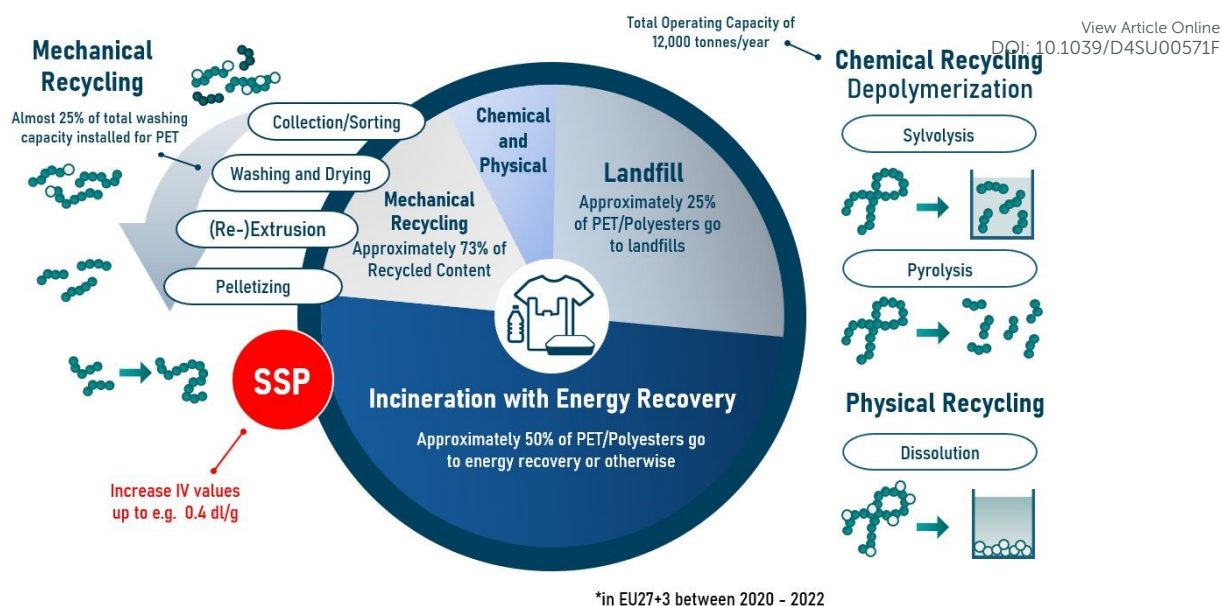 View Article Online
DOI: 10.1039/D4SU00571F
Mechanical
Recycling
Almost 25% of total washing
capacity installed for PET
Collection/Sorting
Washing and Drying
(Re-)Extrusion
Pelletizing
SSP
Increase IV values
up to e.g. 0.4 dl/g
Mechanical
Recycling
Approximately 73% of
Recycled Content
Chemical
and
Physical
Landfill
Approximately 25%
of PET/Polyesters go
to landfills
Incineration with Energy Recovery
Approximately 50% of PET/Polyesters go
to energy recovery or otherwise
Total Operating Capacity of
12,000 tonnes/year
Chemical Recycling
Depolymerization
Sylvolysis
Pyrolysis
Physical Recycling
Dissolution
*in EU27+3 between 2020 - 2022